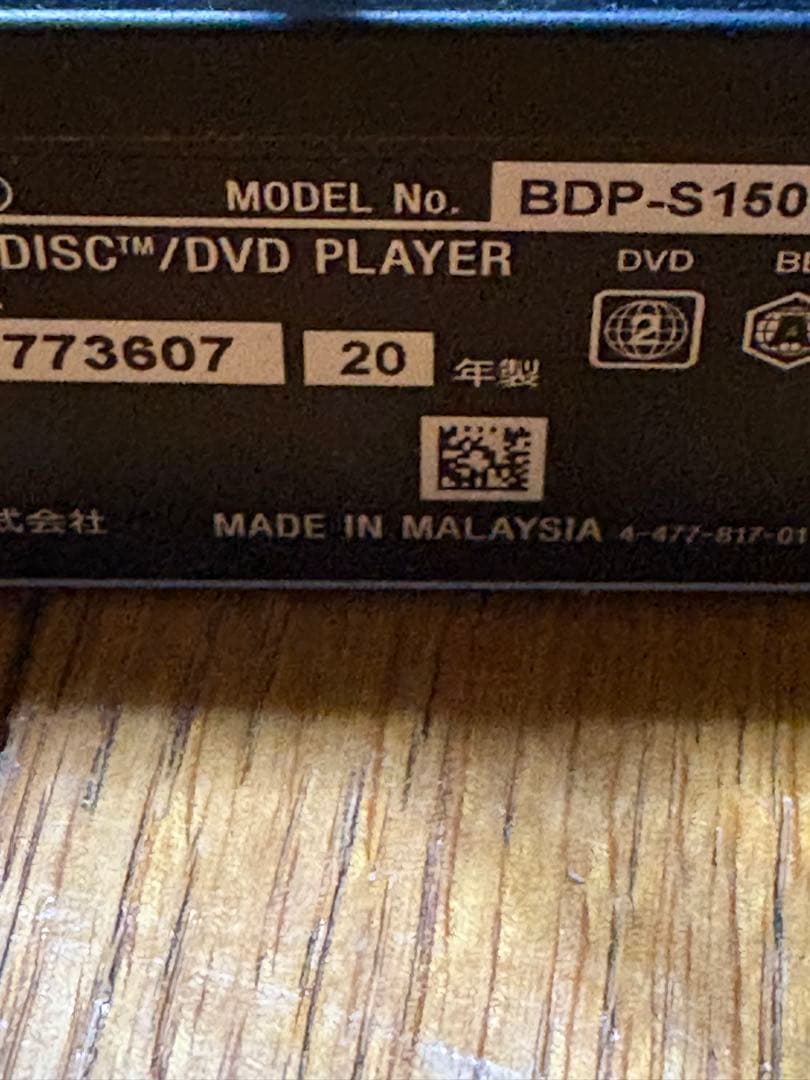 MODEL No. BDP-S150
DISC™/DVD PLAYER
DVD
2
A
773607
20 年製
式会社
MADE IN MALAYSIA 4-477-817-01